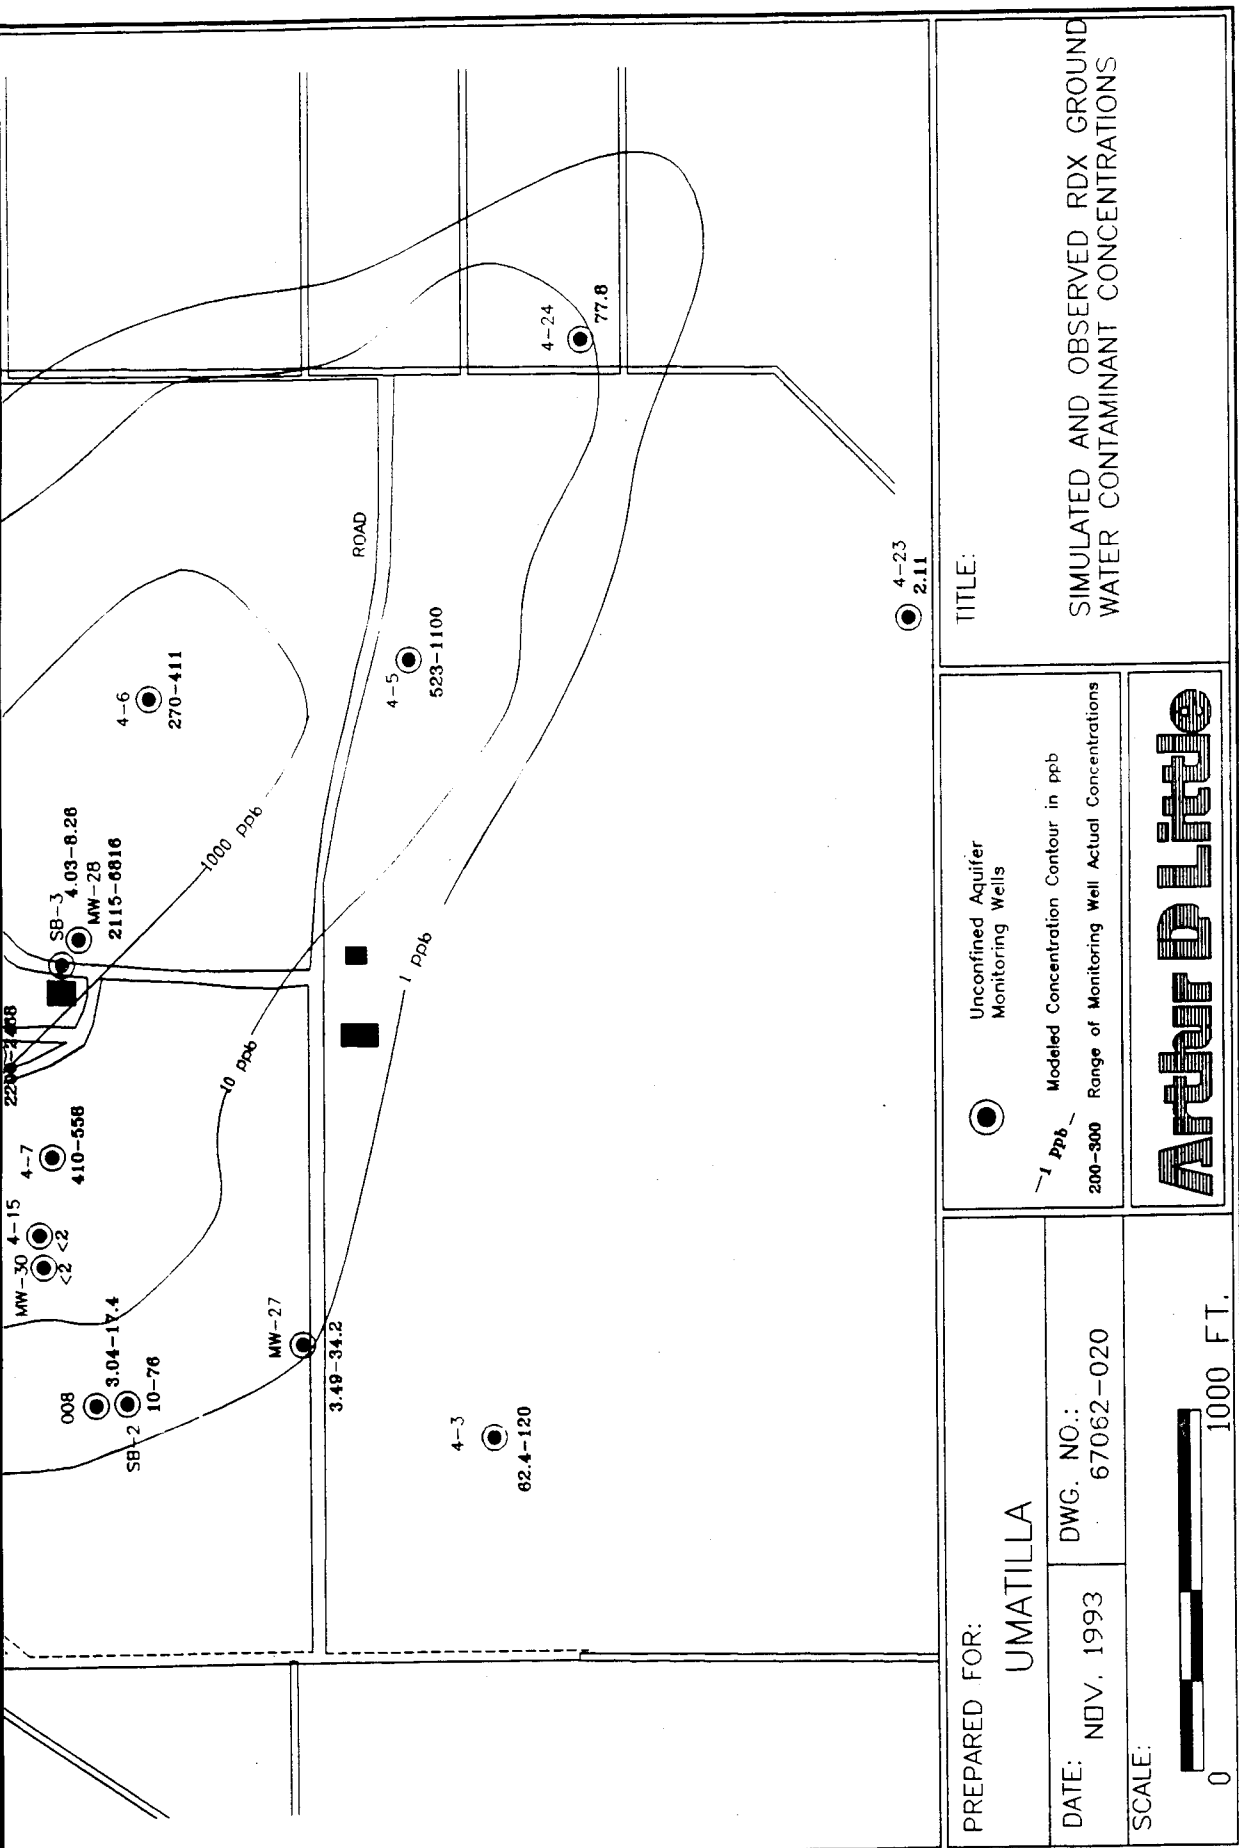 008
3.04-17.4
SB-2
10-76
MW-30
<2
4-15
<2
4-7
410-558
SB-3
4.03-8.26
MW-28
2115-6816
4-6
270-411
1000 ppb
10 ppb
1 ppb
MW-27
3.49-34.2
4-3
62.4-120
4-5
523-1100
ROAD
4-24
77.8
4-23
2.11
PREPARED FOR:
UMATILLA
DATE:
NOV. 1993
DWG. NO.:
67062-020
SCALE:
0
1000 FT.
Unconfined Aquifer
Monitoring Wells
1 ppb
Modeled Concentration Contour in ppb
200-300 Range of Monitoring Well Actual Concentrations
Arthur D Little
TITLE:
SIMULATED AND OBSERVED RDX GROUND
WATER CONTAMINANT CONCENTRATIONS